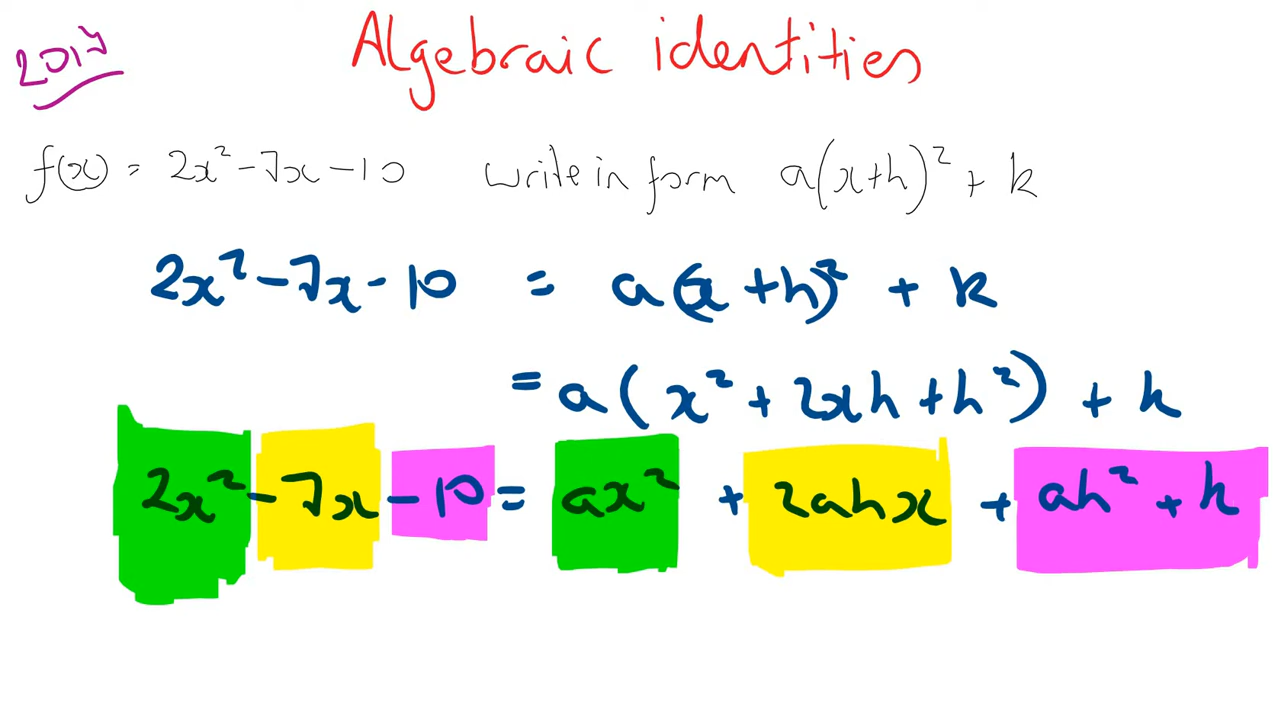 Algebraic identities
2017
f(x) = 2x² - 7x - 10 write in form a(x+h)² + k
2x² - 7x - 10 = a(x + h)² + k
= a(x² + 2xh + h²) + k
2x² - 7x - 10 = ax² + 2ahx + ah² + k